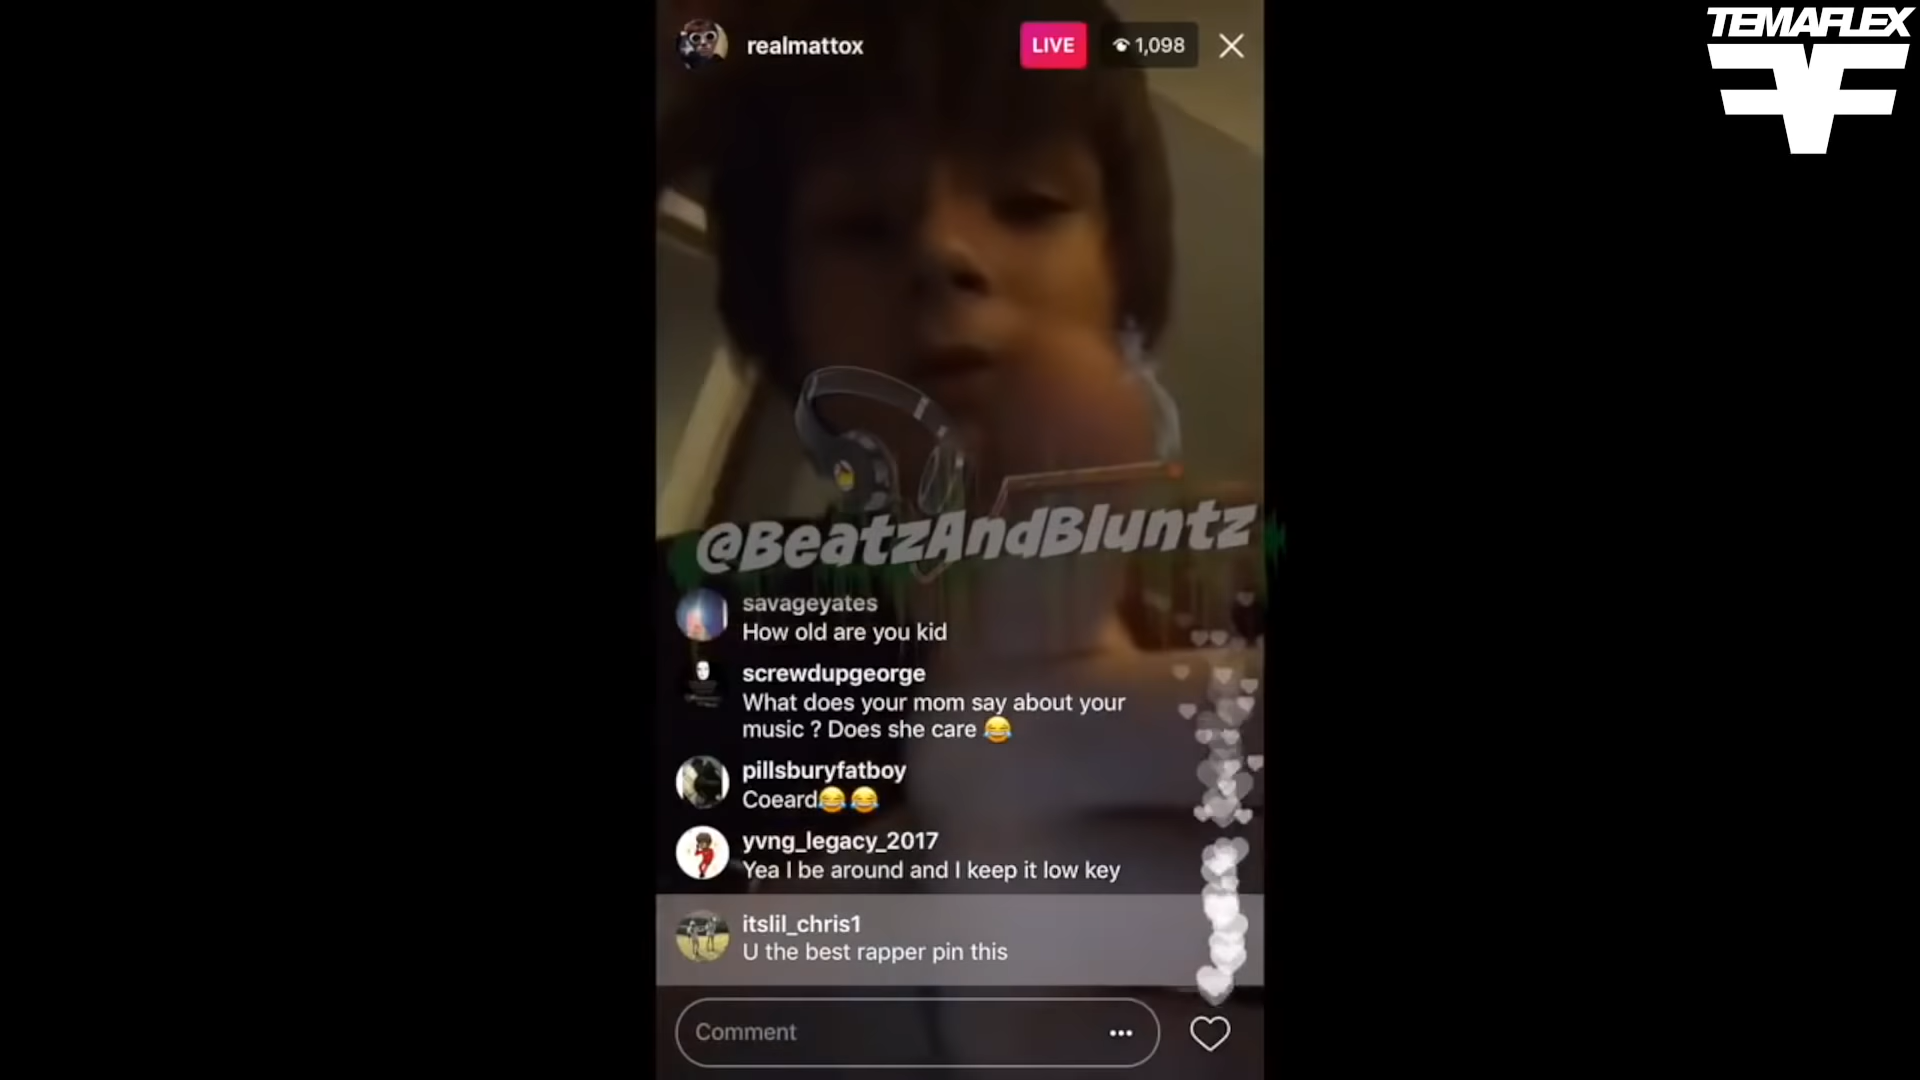 TEMAFLEX
realmattox
LIVE
1,098
@BeatzAndBluntz
savageyates
How old are you kid
screwdupgeorge
What does your mom say about your
music ? Does she care 😂
pillsburyfatboy
Coeard😂😂
yvng_legacy_2017
Yea I be around and I keep it low key
itslil_chris1
U the best rapper pin this
Comment